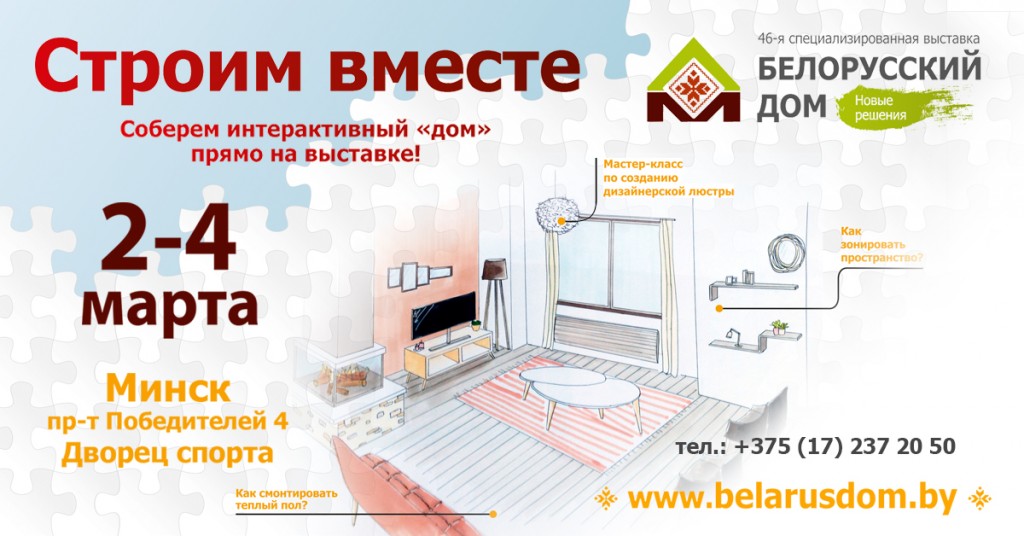 Строим вместе
Соберем интерактивный «дом»
прямо на выставке!
46-я специализированная выставка
БЕЛОРУССКИЙ
ДОМ
Новые
решения
2-4
марта
Минск
пр-т Победителей 4
Дворец спорта
Мастер-класс
по созданию
дизайнерской люстры
Как
зонировать
пространство?
Как смонтировать
теплый пол?
тел.: +375 (17) 237 20 50
www.belarusdom.by